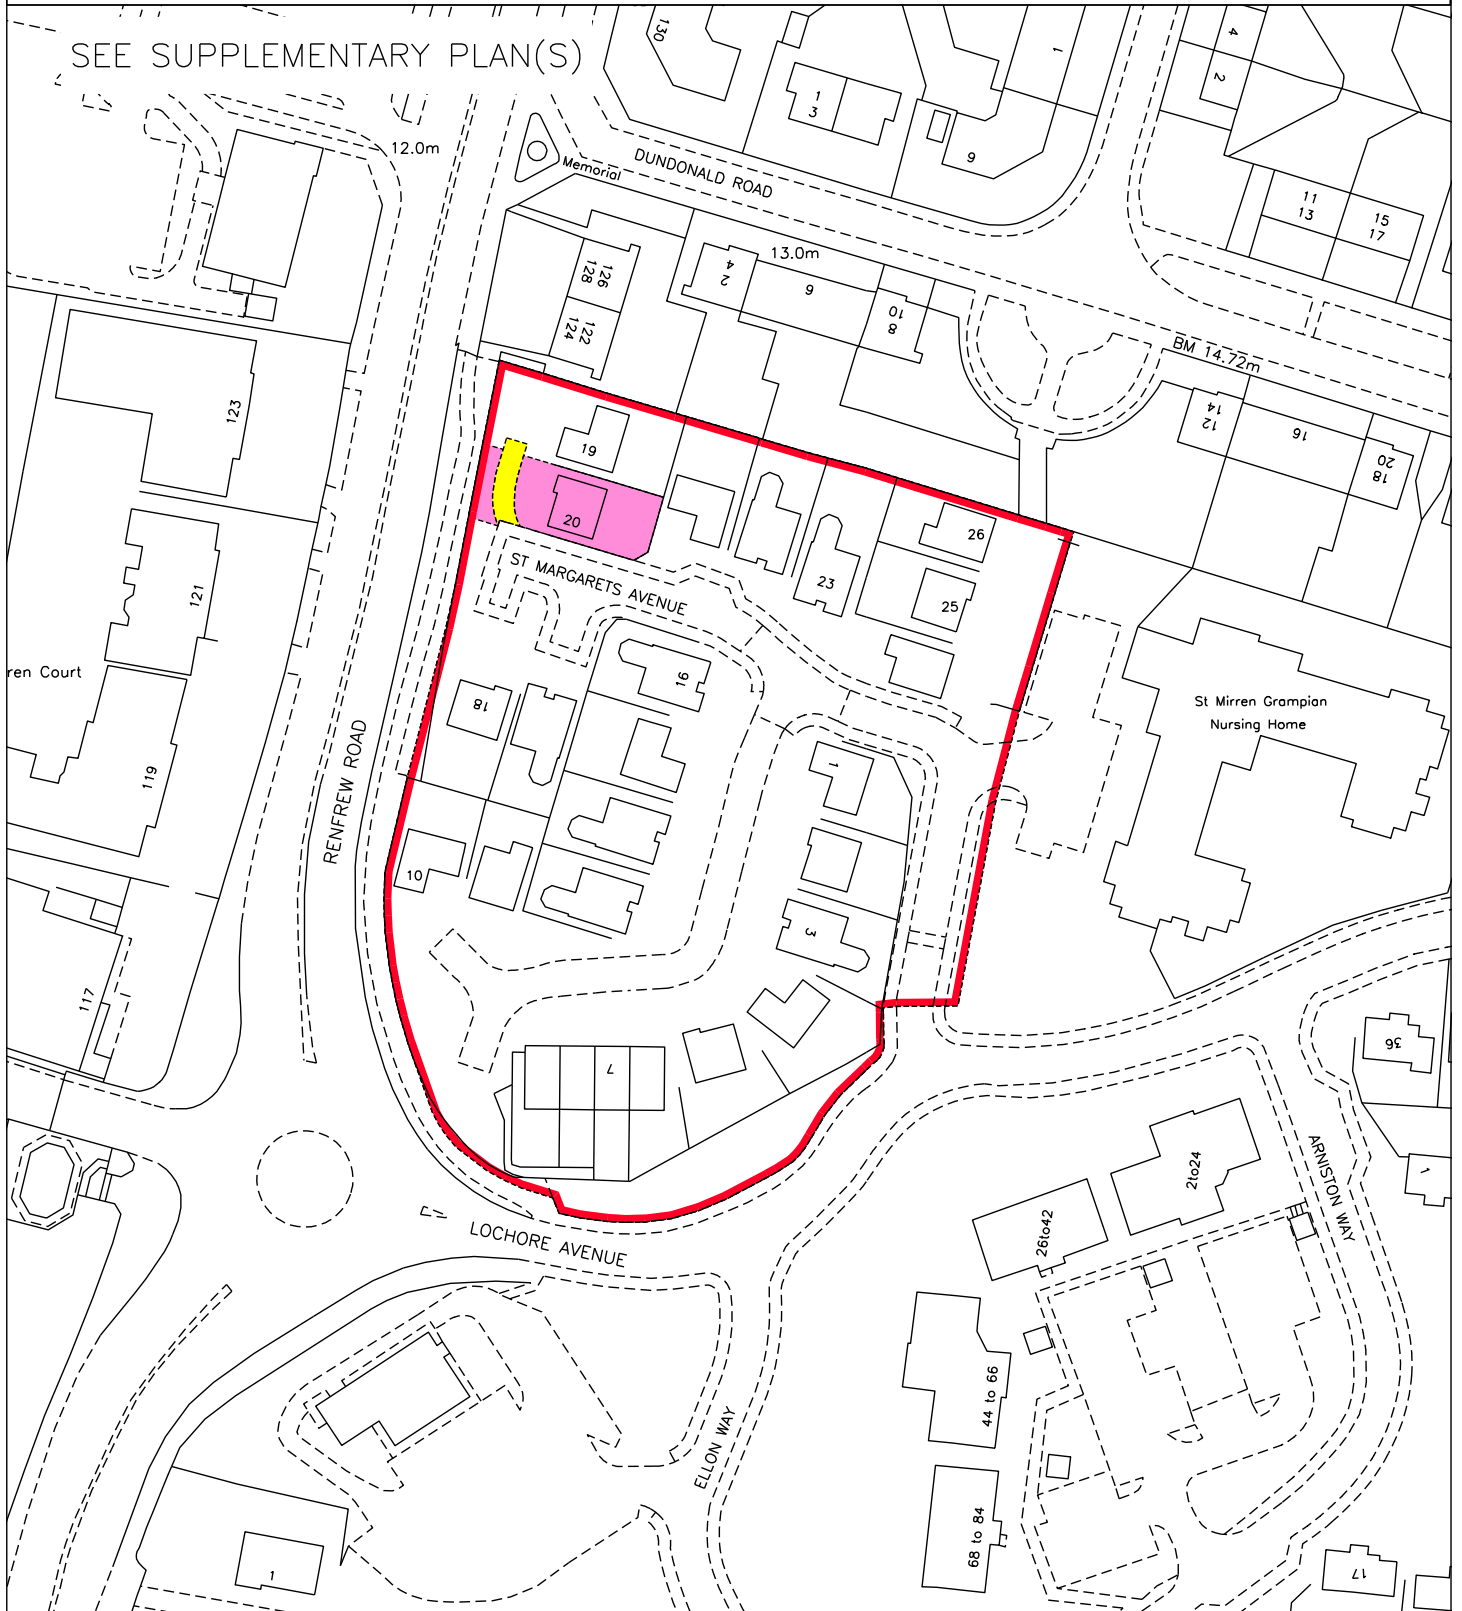 SEE SUPPLEMENTARY PLAN(S)
130
1
4
2
1
3
9
12.0m
Memorial
DUNDONALD ROAD
11
13
15
17
13.0m
126
128
122
124
2
4
6
8
10
BM 14.72m
12
14
16
18
20
123
19
20
26
ST MARGARETS AVENUE
23
25
121
ren Court
16
18
St Mirren Grampian
Nursing Home
119
RENFREW ROAD
1
10
3
117
7
36
2to24
ARNISTON WAY
1
26to42
LOCHORE AVENUE
44 to 66
ELLON WAY
68 to 84
1
17